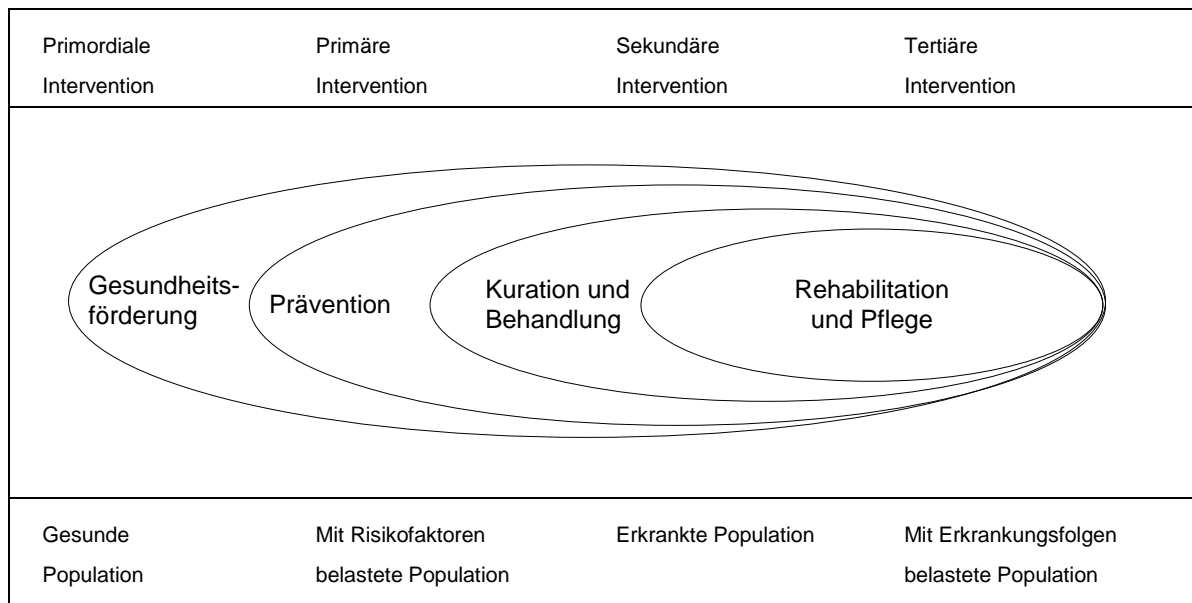 Primordiale
Intervention
Primäre
Intervention
Sekundäre
Intervention
Tertiäre
Intervention
Gesundheits-
förderung
Prävention
Kuration und
Behandlung
Rehabilitation
und Pflege
Gesunde
Population
Mit Risikofaktoren
belastete Population
Erkrankte Population
Mit Erkrankungsfolgen
belastete Population